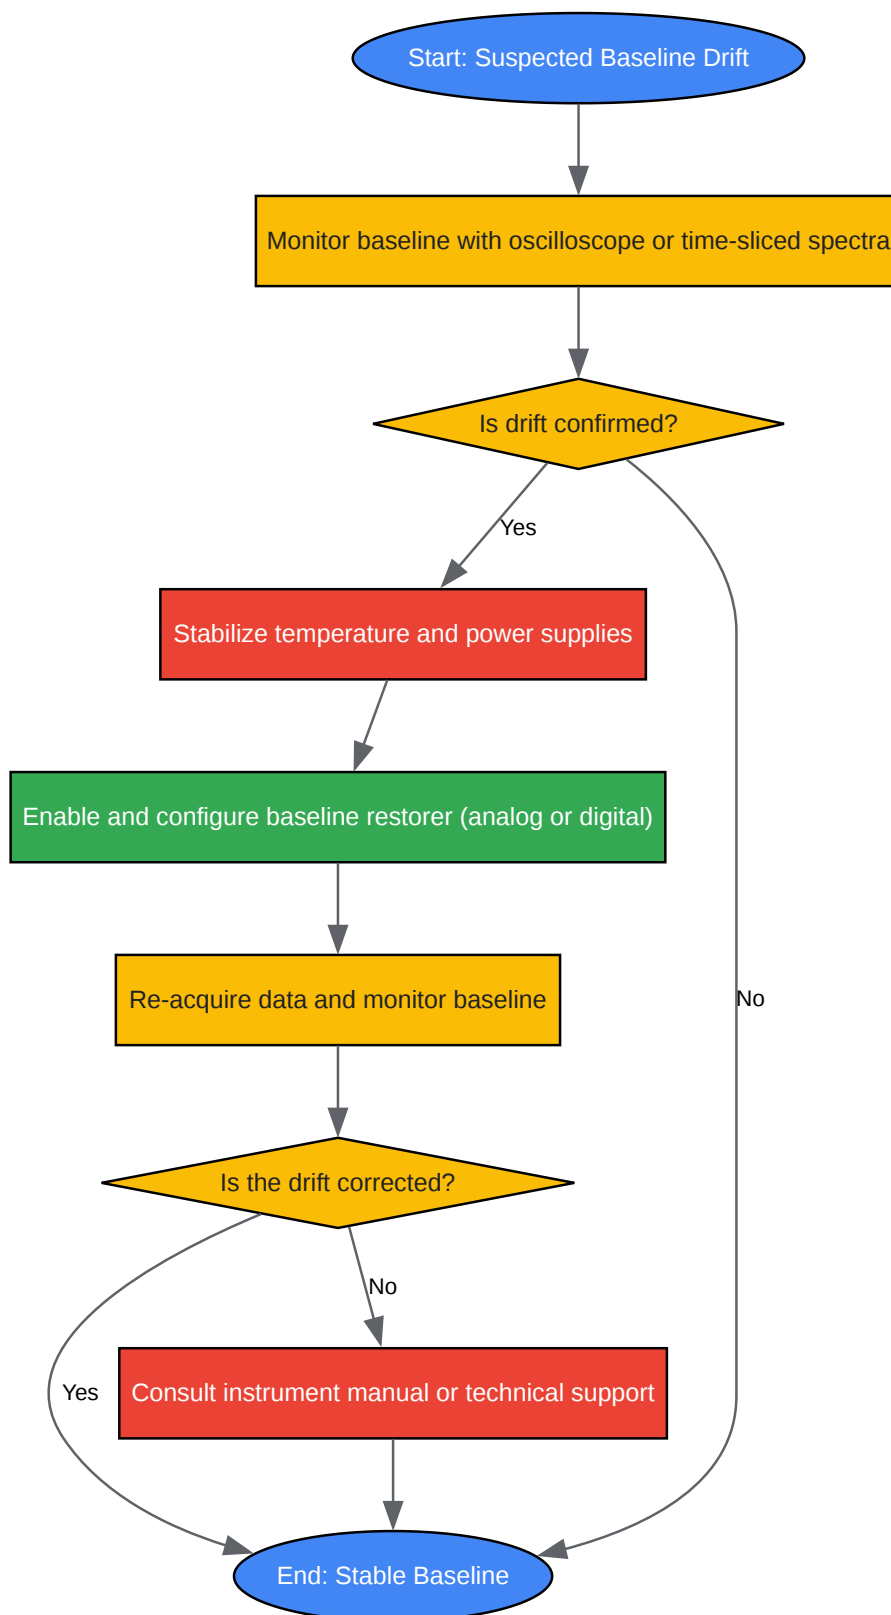 Start: Suspected Baseline Drift
Monitor baseline with oscilloscope or time-sliced spectra
Is drift confirmed?
Yes
Stabilize temperature and power supplies
Enable and configure baseline restorer (analog or digital)
Re-acquire data and monitor baseline
No
Is the drift corrected?
No
Yes
Consult instrument manual or technical support
End: Stable Baseline